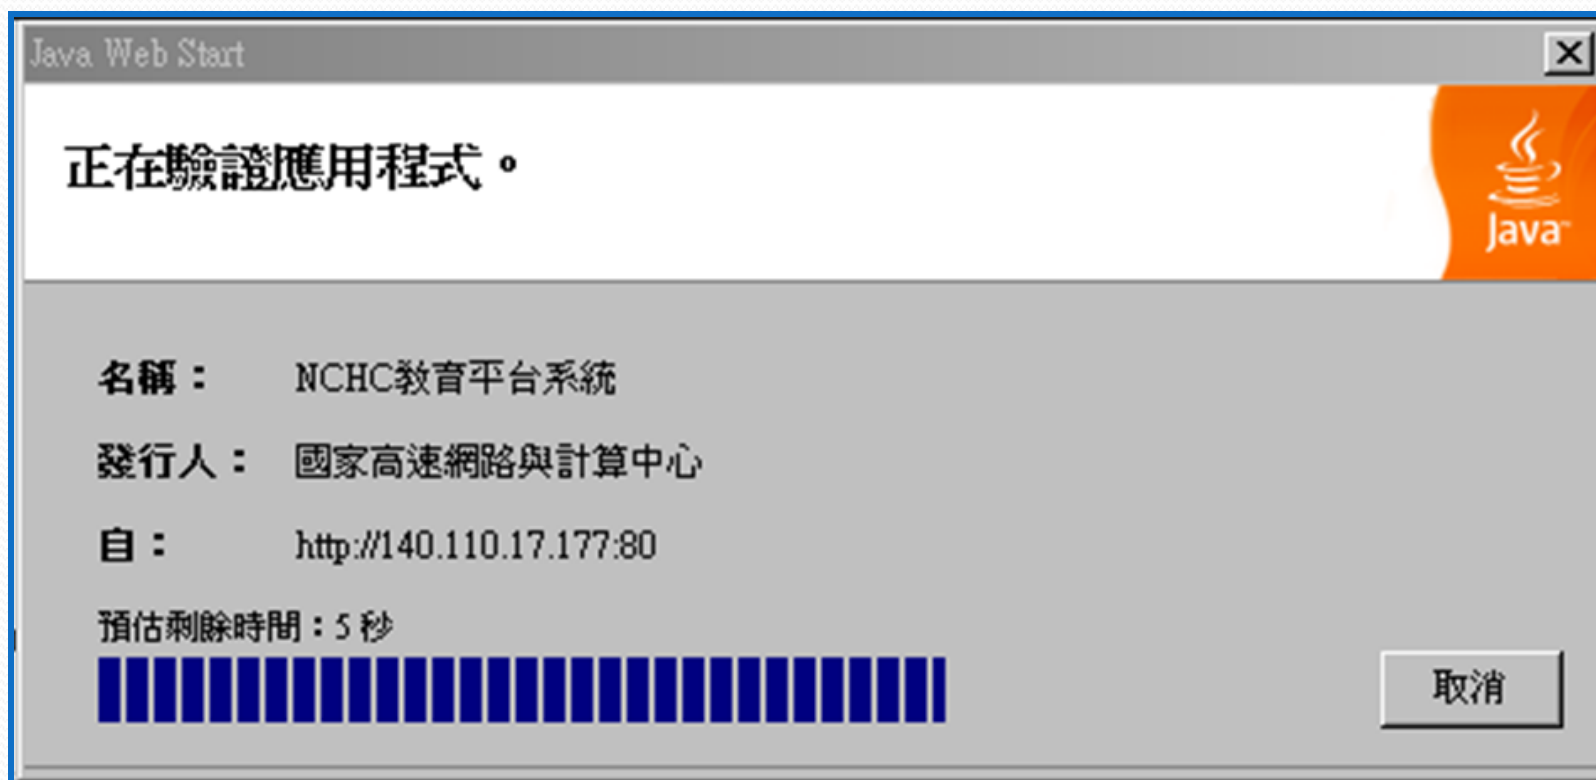 Java Web Start
正在驗證應用程式。
Java™
名稱： NCHC教育平台系統
發行人： 國家高速網路與計算中心
自： http://140.110.17.177:80
預估剩餘時間：5 秒
取消